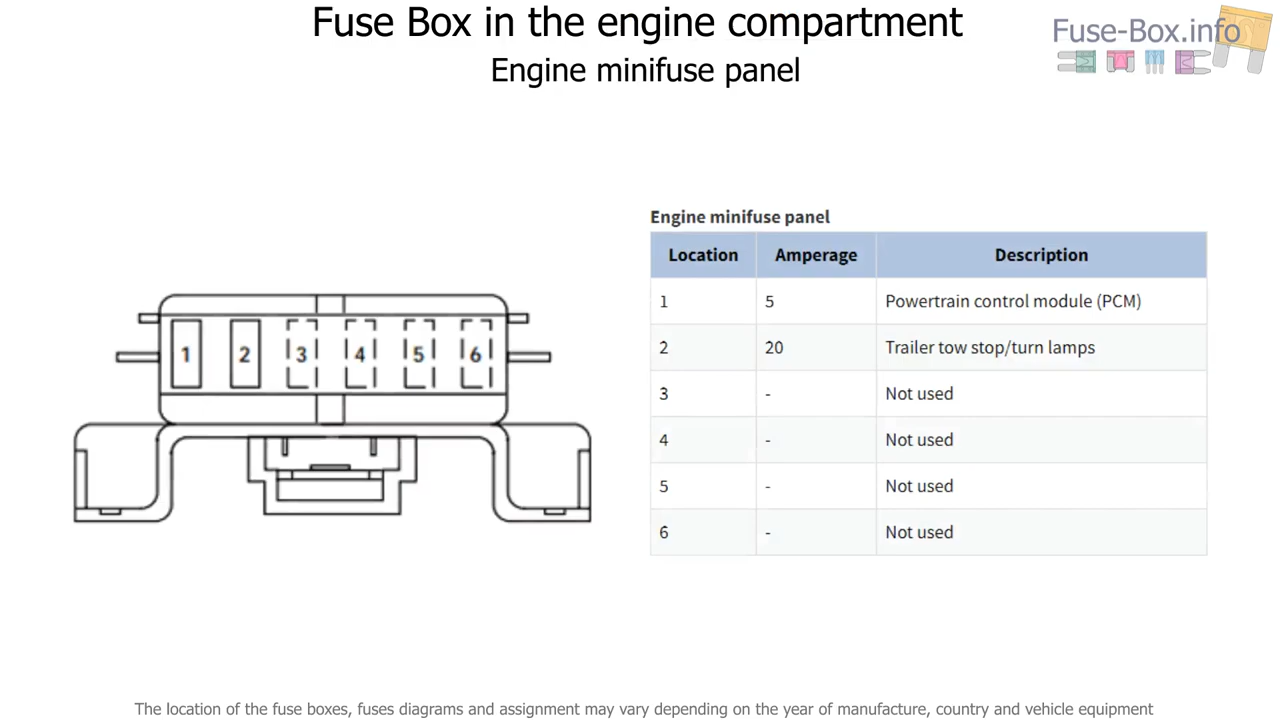 Fuse Box in the engine compartment
Engine minifuse panel
Fuse-Box.info
1 2 3 4 5 6
Engine minifuse panel
Location Amperage Description
1 5 Powertrain control module (PCM)
2 20 Trailer tow stop/turn lamps
3 - Not used
4 - Not used
5 - Not used
6 - Not used
The location of the fuse boxes, fuses diagrams and assignment may vary depending on the year of manufacture, country and vehicle equipment